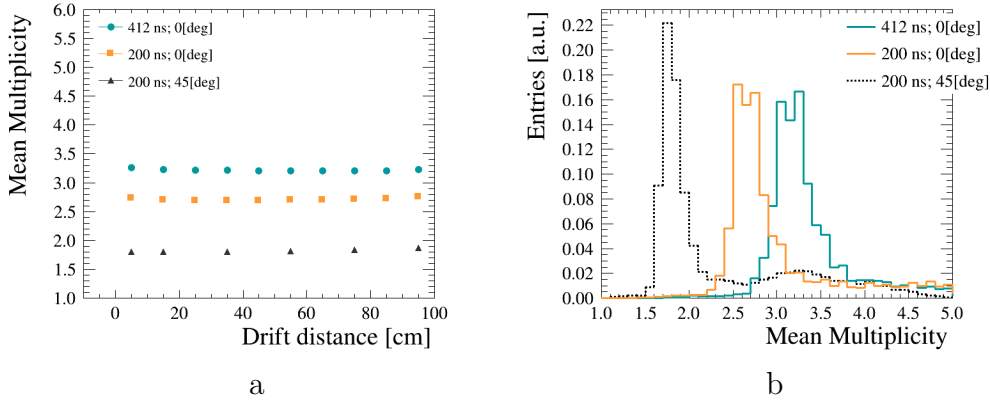 Mean Multiplicity
6.0
5.5
5.0
4.5
4.0
3.5
3.0
2.5
2.0
1.5
1.0
412 ns; 0[deg]
200 ns; 0[deg]
200 ns; 45[deg]
0 20 40 60 80 100
Drift distance [cm]
a
Entries [a.u.]
0.22
0.20
0.18
0.16
0.14
0.12
0.10
0.08
0.06
0.04
0.02
0.00
412 ns; 0[deg]
200 ns; 0[deg]
200 ns; 45[deg]
1.0 1.5 2.0 2.5 3.0 3.5 4.0 4.5 5.0
Mean Multiplicity
b